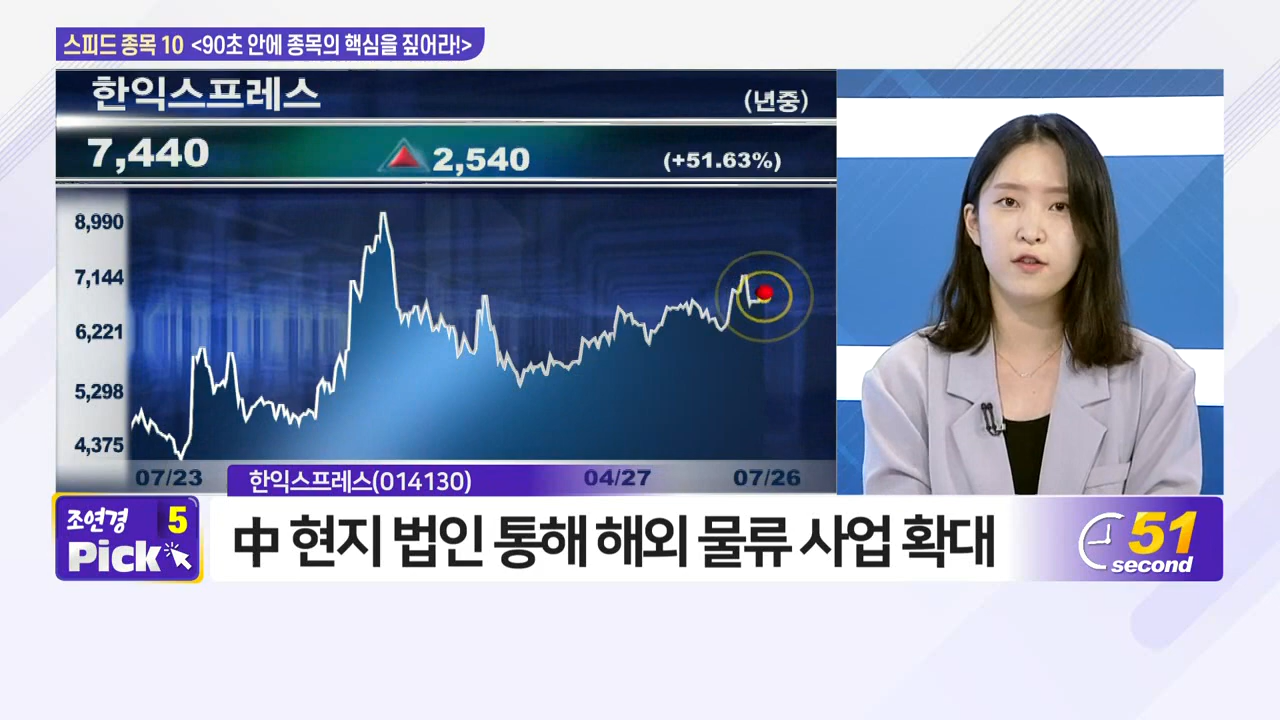 스피드 종목 10 <90초 안에 종목의 핵심을 짚어라!>
한익스프레스
(년중)
7,440
2,540
(+51.63%)
8,990
7,144
6,221
5,298
4,375
07/23
04/27
07/26
한익스프레스(014130)
조연경
5
Pick
中 현지 법인 통해 해외 물류 사업 확대
51
second